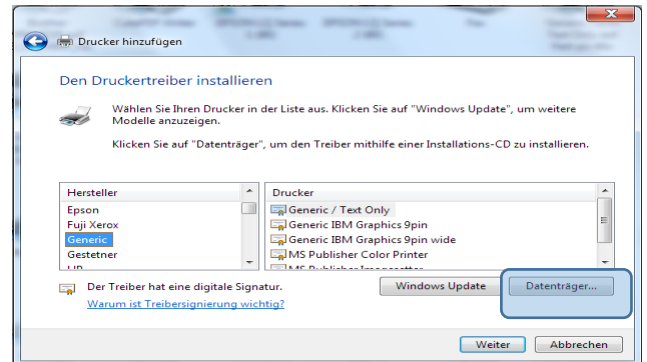 Drucker hinzufügen
Den Druckertreiber installieren
Wählen Sie Ihren Drucker in der Liste aus. Klicken Sie auf "Windows Update", um weitere
Modelle anzuzeigen.
Klicken Sie auf "Datenträger", um den Treiber mithilfe einer Installations-CD zu installieren.
Hersteller
Epson
Fuji Xerox
Generic
Gestetner
Drucker
Generic / Text Only
Generic IBM Graphics 9pin
Generic IBM Graphics 9pin wide
MS Publisher Color Printer
MS Publisher Imagesetter
Der Treiber hat eine digitale Signatur.
Warum ist Treibersignierung wichtig?
Windows Update
Datenträger...
Weiter
Abbrechen